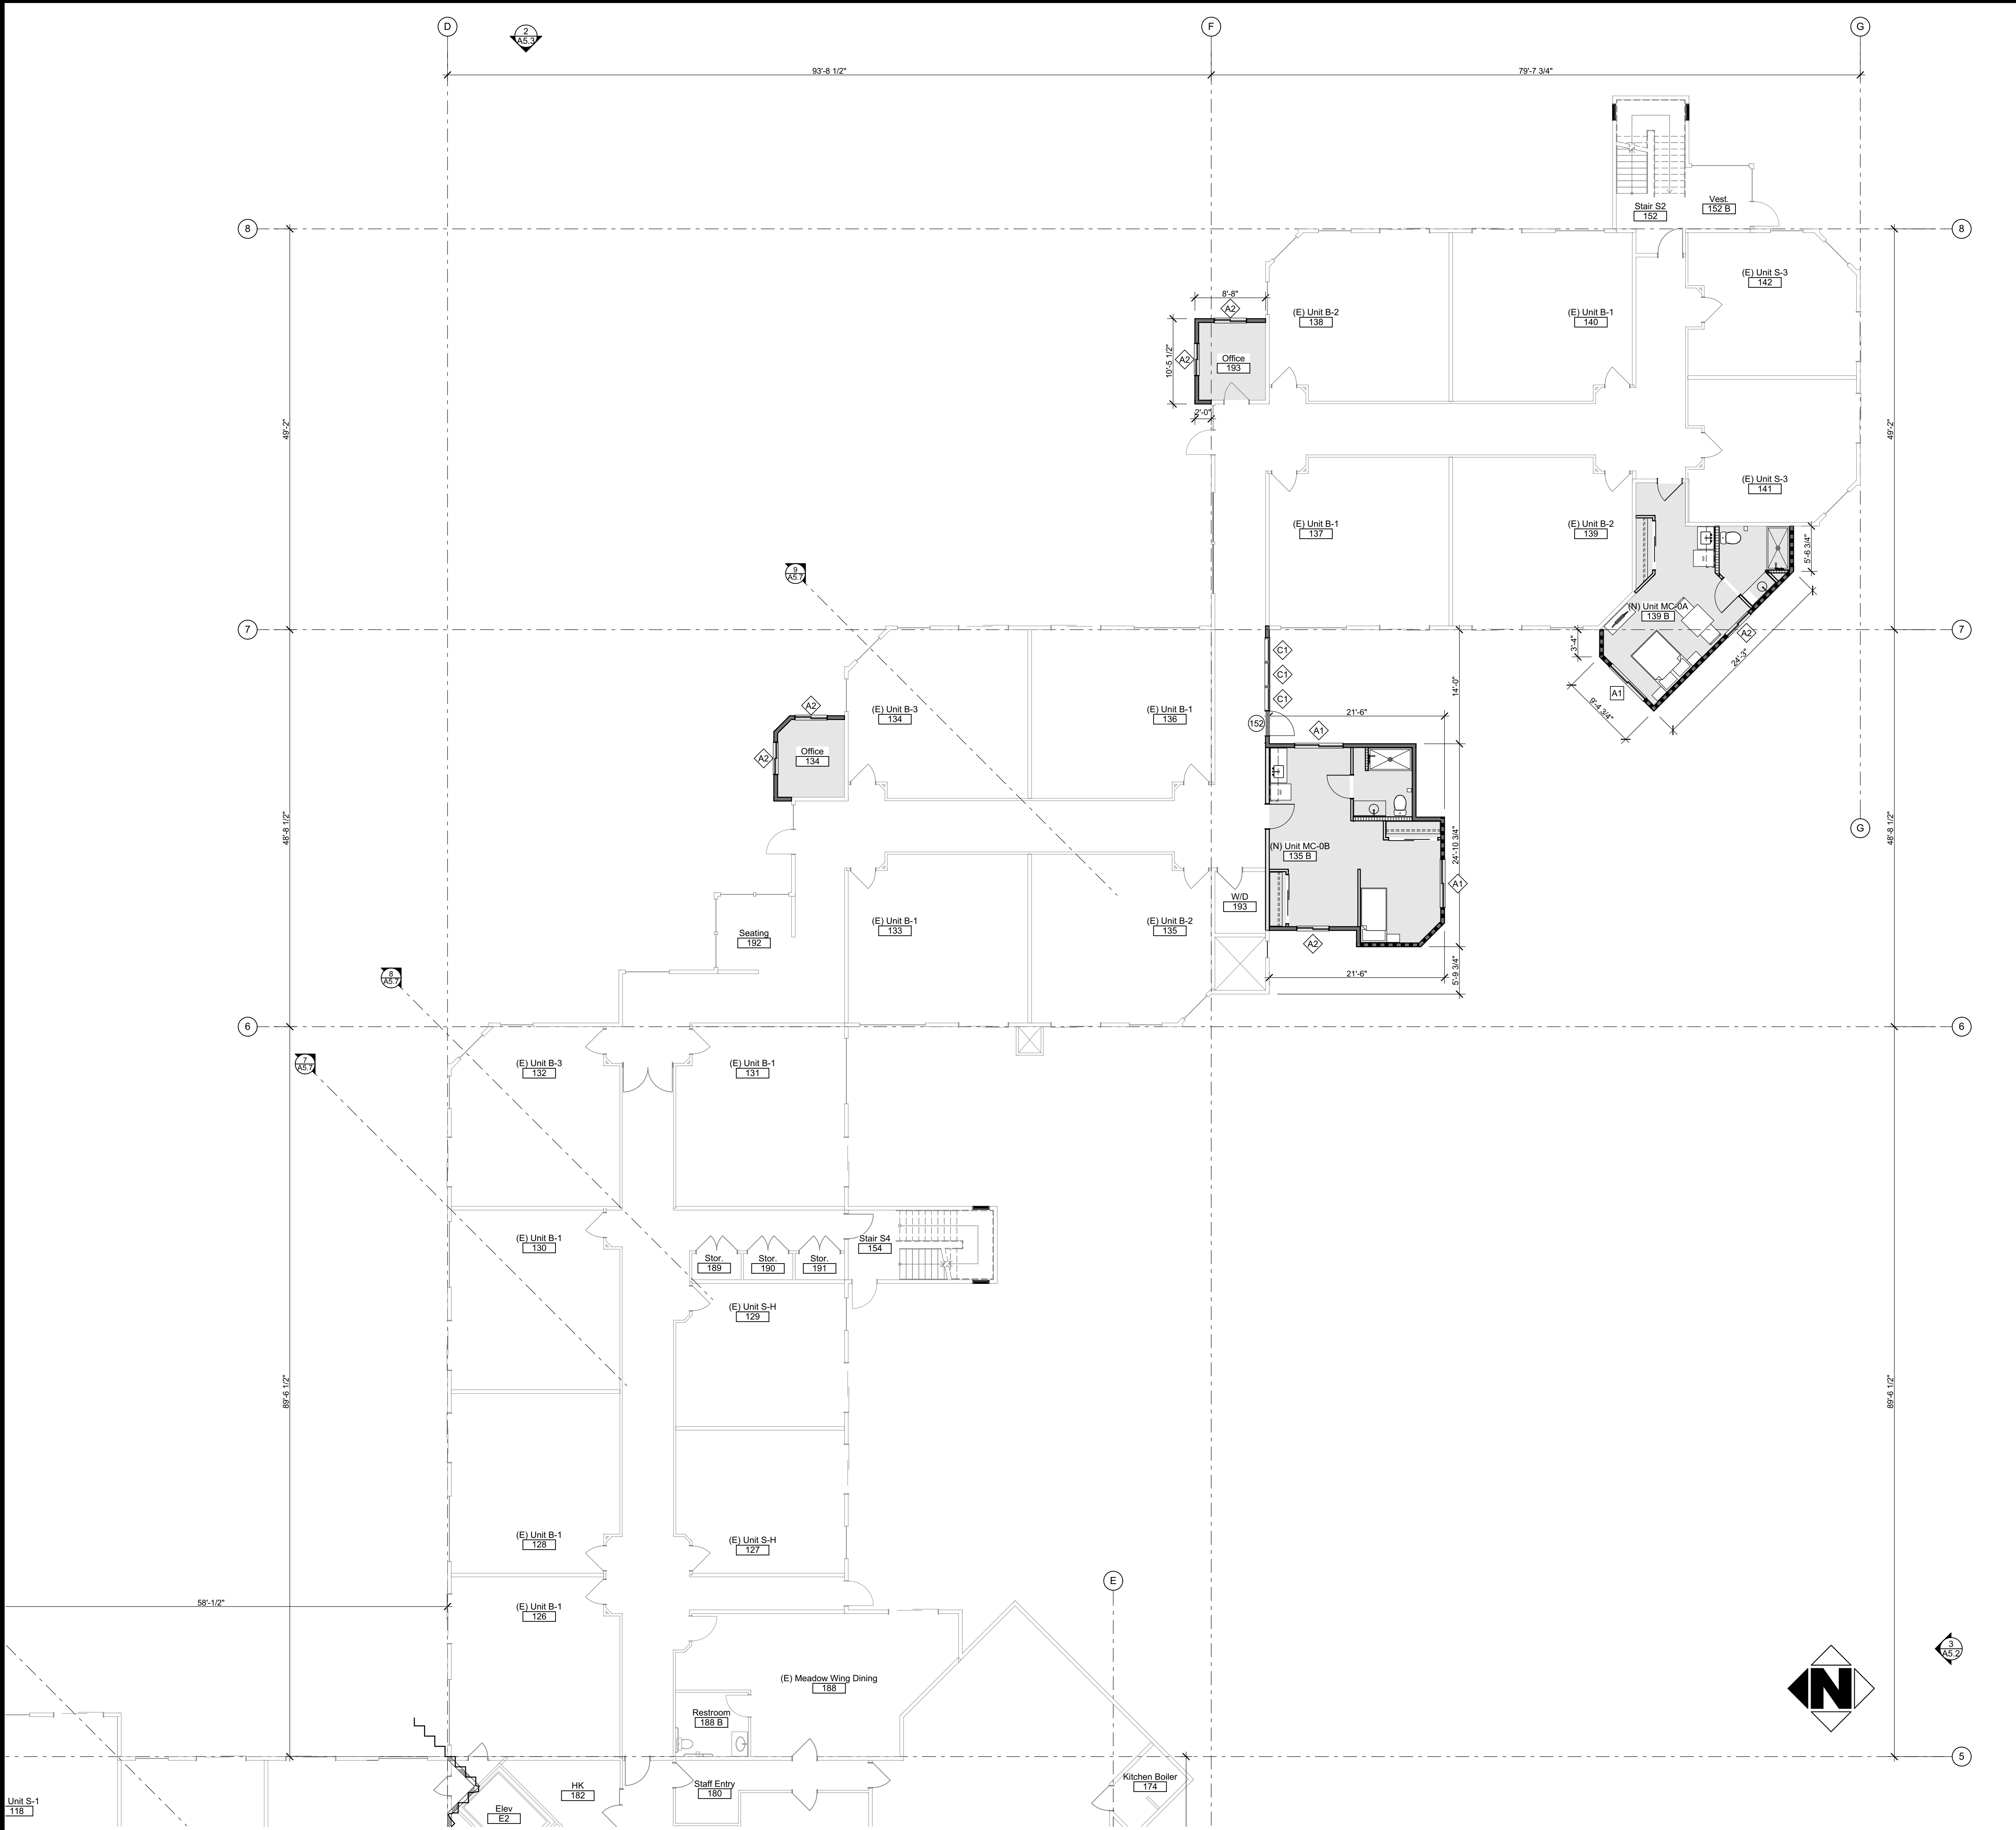 D
F
G
2
A5.3
93'-8 1/2"
79'-7 3/4"
Stair S2
152
Vest.
152 B
8
8
(E) Unit S-3
142
8'-8"
A2
(E) Unit B-2
138
(E) Unit B-1
140
10'-5 1/2"
A2
Office
193
2'-0"
49'-2"
49'-2"
(E) Unit S-3
141
(E) Unit B-1
137
(E) Unit B-2
139
5'-6 3/4"
9
A5.7
(N) Unit MC-0A
139 B
7
7
A2
3'-4"
24'-3"
C1
C1
C1
A1
9'-4 3/4"
14'-0"
21'-6"
152
A1
(E) Unit B-3
134
(E) Unit B-1
136
A2
A2
Office
134
48'-8 1/2"
48'-8 1/2"
G
(N) Unit MC-0B
135 B
24'-10 3/4"
A1
W/D
193
(E) Unit B-1
133
(E) Unit B-2
135
Seating
192
A2
21'-6"
5'-9 3/4"
8
A5.7
6
6
7
A5.7
(E) Unit B-3
132
(E) Unit B-1
131
(E) Unit B-1
130
Stair S4
154
Stor.
189
Stor.
190
Stor.
191
(E) Unit S-H
129
89'-6 1/2"
89'-6 1/2"
(E) Unit B-1
128
(E) Unit S-H
127
E
58'-1/2"
(E) Unit B-1
126
3
A5.2
(E) Meadow Wing Dining
188
N
Restroom
188 B
5
Kitchen Boiler
174
HK
182
Staff Entry
180
Unit S-1
118
Elev
E2